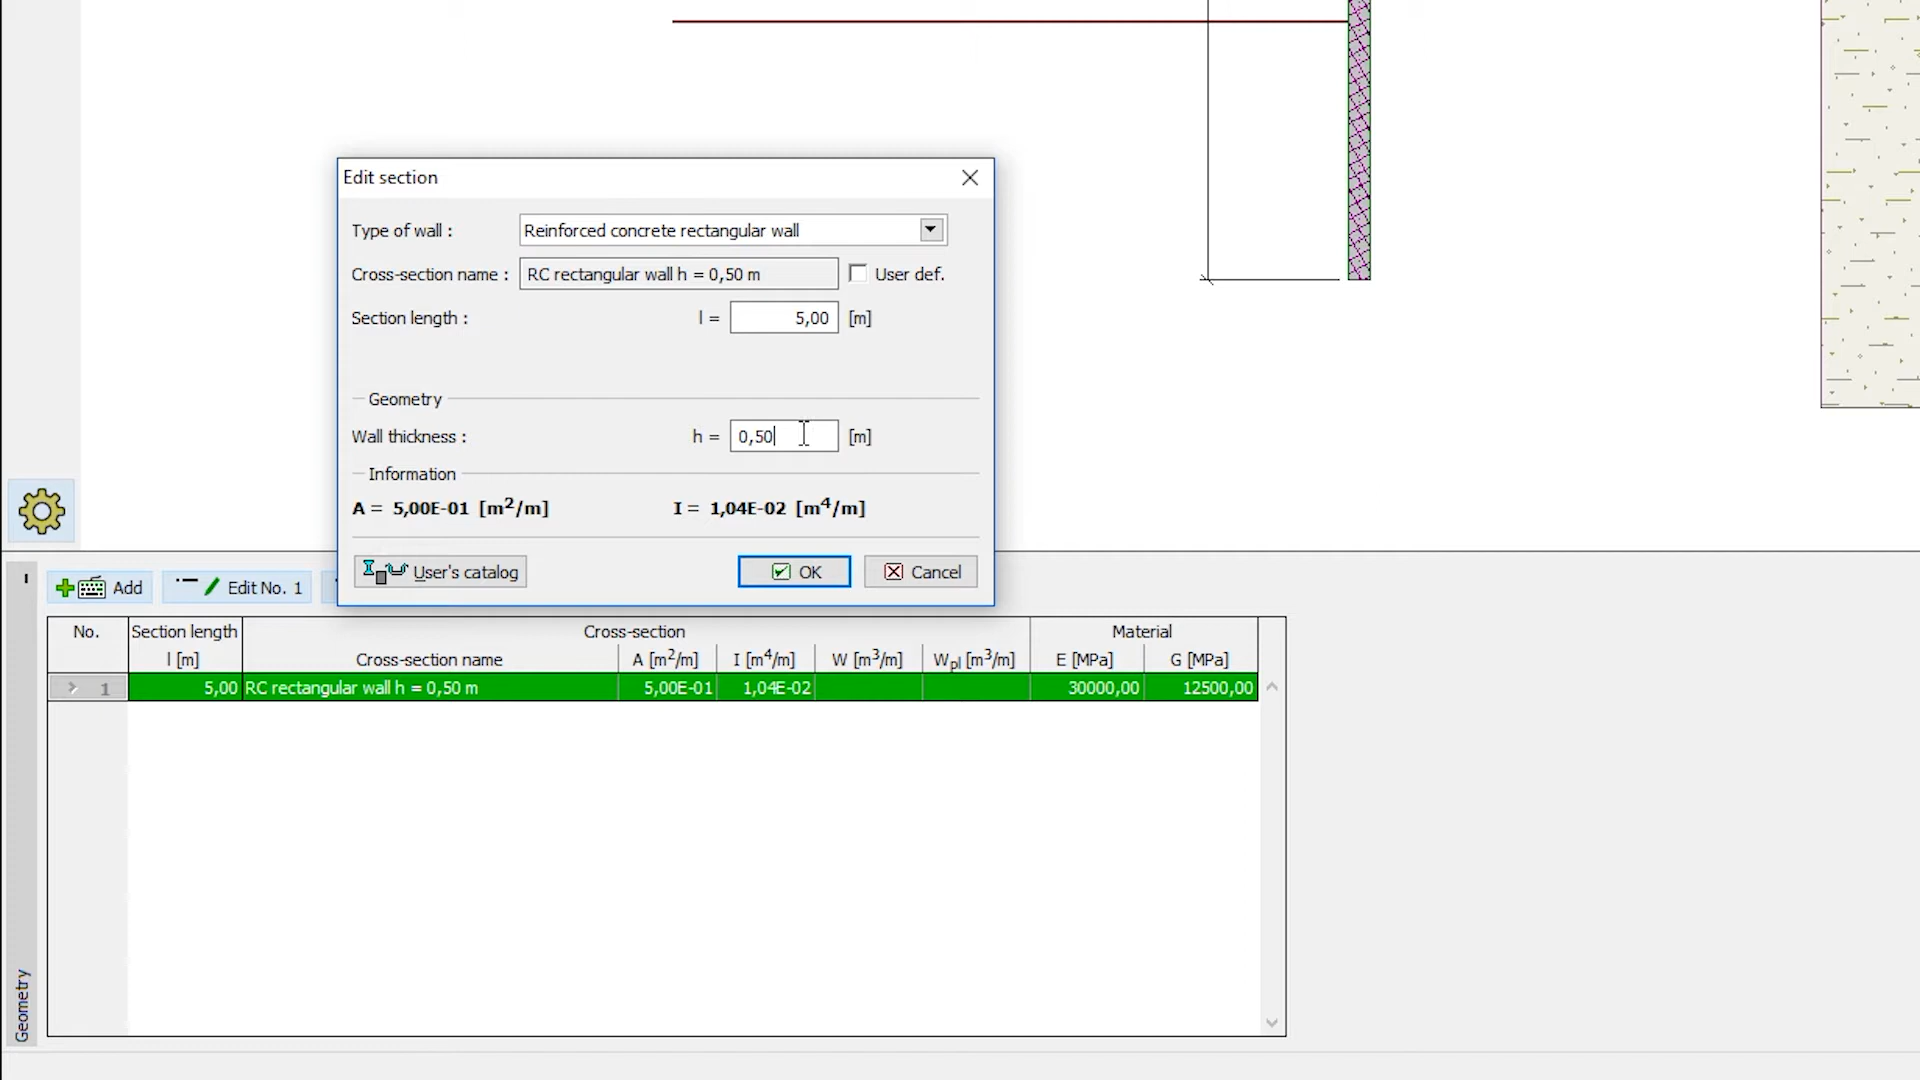 Edit section
Type of wall : Reinforced concrete rectangular wall
Cross-section name : RC rectangular wall h = 0,50 m User def.
Section length : l = 5,00 [m]
Geometry
Wall thickness : h = 0,50 [m]
Information
A = 5,00E-01 [m2/m] I = 1,04E-02 [m4/m]
User's catalog OK Cancel
Add Edit No. 1
No. Section length Cross-section Material
l [m] Cross-section name A [m2/m] I [m4/m] W [m3/m] Wpl [m3/m] E [MPa] G [MPa]
1 5,00 RC rectangular wall h = 0,50 m 5,00E-01 1,04E-02 30000,00 12500,00
Geometry